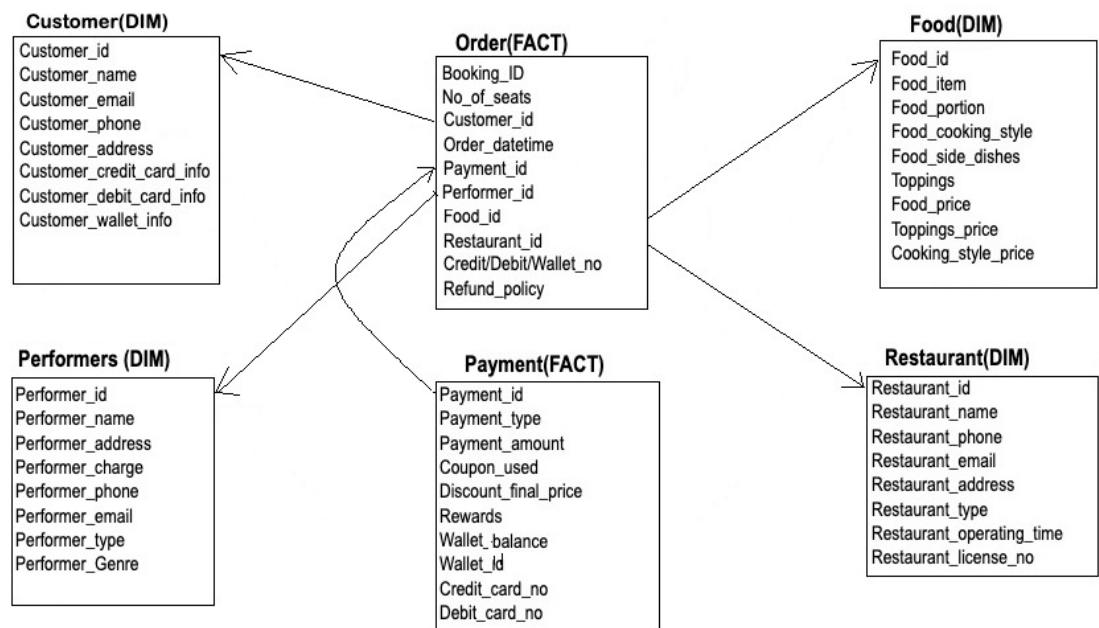 Customer(DIM)
Customer_id
Customer_name
Customer_email
Customer_phone
Customer_address
Customer_credit_card_info
Customer_debit_card_info
Customer_wallet_info
Order(FACT)
Booking_ID
No_of_seats
Customer_id
Order_datetime
Payment_id
Performer_id
Food_id
Restaurant_id
Credit/Debit/Wallet_no
Refund_policy
Food(DIM)
Food_id
Food_item
Food_portion
Food_cooking_style
Food_side_dishes
Toppings
Food_price
Toppings_price
Cooking_style_price
Performers (DIM)
Performer_id
Performer_name
Performer_address
Performer_charge
Performer_phone
Performer_email
Performer_type
Performer_Genre
Payment(FACT)
Payment_id
Payment_type
Payment_amount
Coupon_used
Discount_final_price
Rewards
Wallet_balance
Wallet_id
Credit_card_no
Debit_card_no
Restaurant(DIM)
Restaurant_id
Restaurant_name
Restaurant_phone
Restaurant_email
Restaurant_address
Restaurant_type
Restaurant_operating_time
Restaurant_license_no